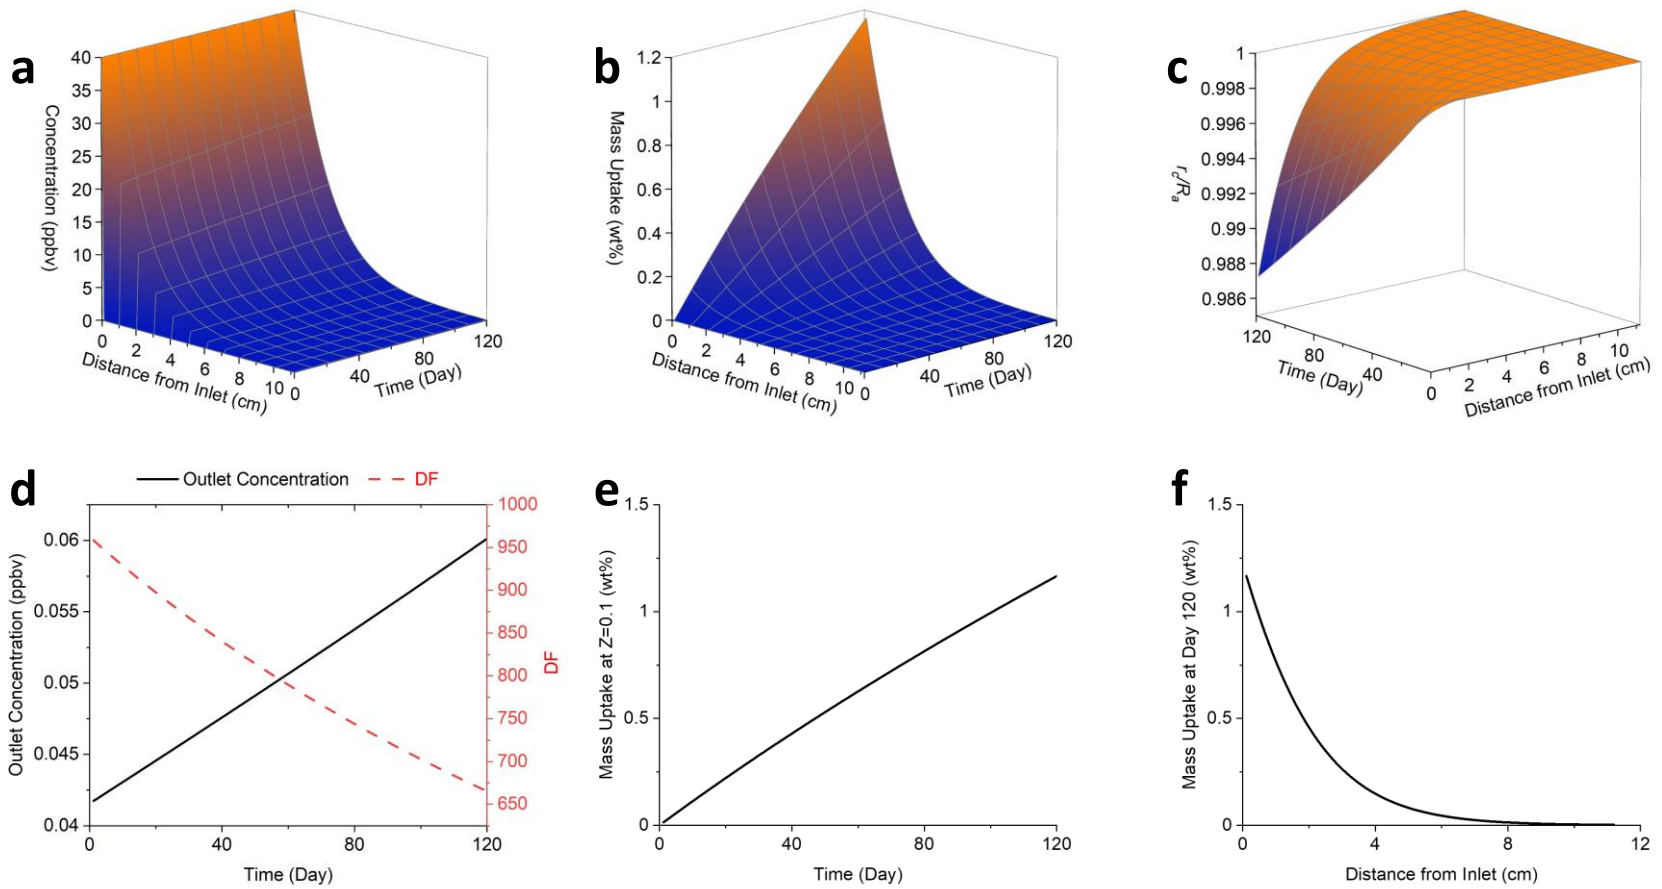 a
Concentration (ppbv)
40
35
30
25
20
15
10
5
0
0 2 4 6 8 10
Distance from Inlet (cm)
0 40 80 120
Time (Day)
b
Mass Uptake (wt%)
1.2
1
0.8
0.6
0.4
0.2
0
0 2 4 6 8 10
Distance from Inlet (cm)
0 40 80 120
Time (Day)
c
rc/Ra
1
0.998
0.996
0.994
0.992
0.99
0.988
0.986
120 80 40 0
Time (Day)
2 4 6 8 10
Distance from Inlet (cm)
d
Outlet Concentration DF
Outlet Concentration (ppbv)
0.06
0.055
0.05
0.045
0.04
1000
950
900
850
800
750
700
650
DF
0 40 80 120
Time (Day)
e
Mass Uptake at Z=0.1 (wt%)
1.5
1
0.5
0
0 40 80 120
Time (Day)
f
Mass Uptake at Day 120 (wt%)
1.5
1
0.5
0
0 4 8 12
Distance from Inlet (cm)